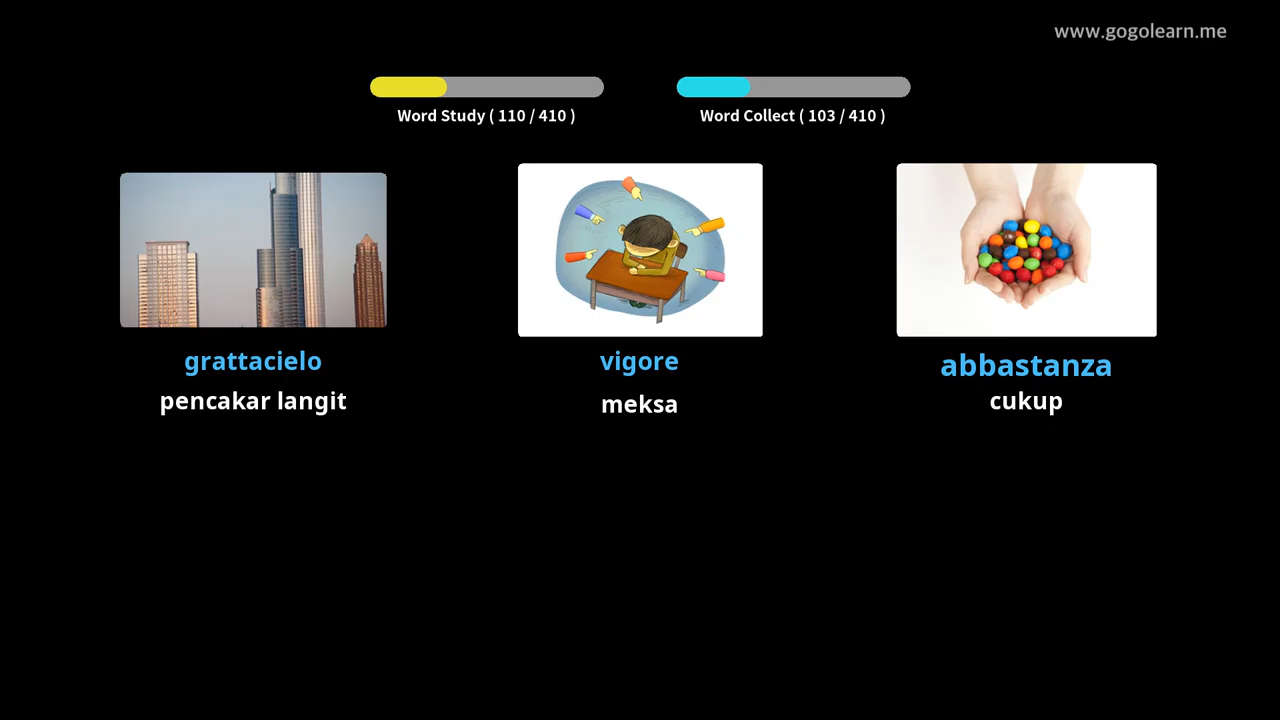 www.gogolearn.me
Word Study ( 110 / 410 )
Word Collect ( 103 / 410 )
grattacielo
vigore
abbastanza
pencakar langit
meksa
cukup